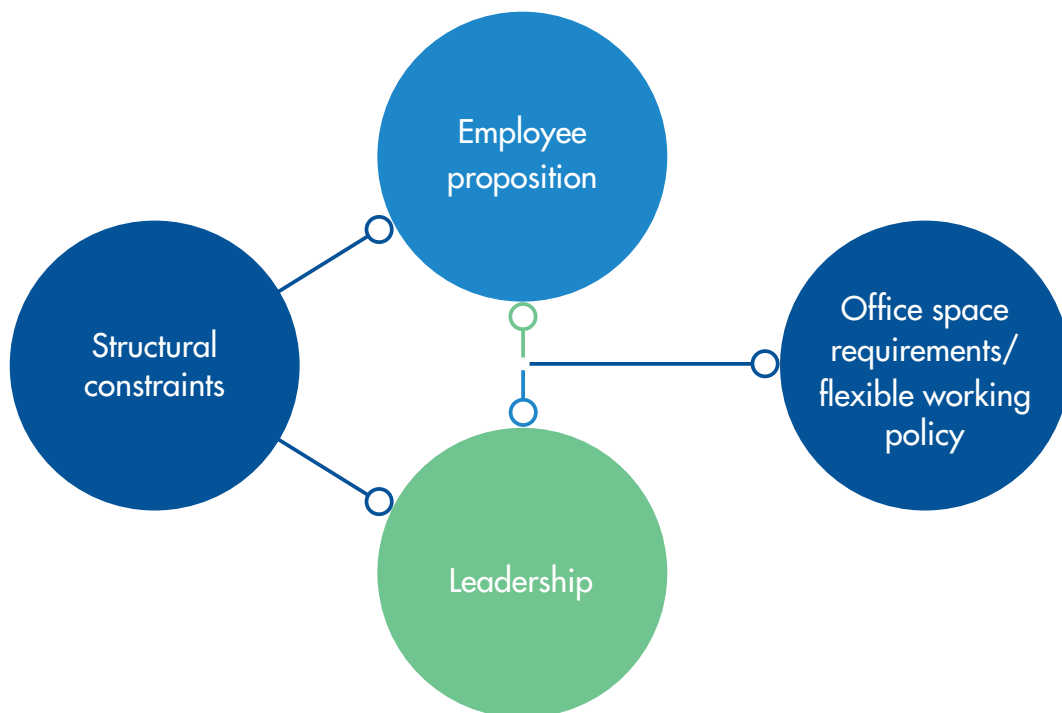 Employee
proposition
Structural
constraints
Office space
requirements/
flexible working
policy
Leadership